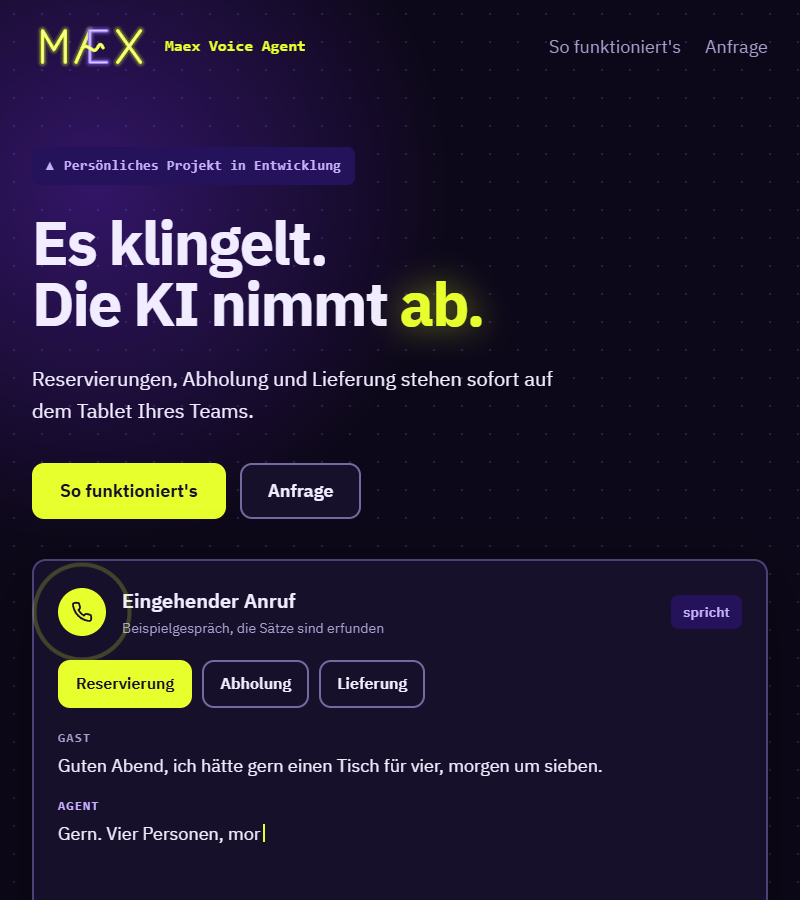 MÆX
Maex Voice Agent
So funktioniert's
Anfrage
▲ Persönliches Projekt in Entwicklung
Es klingelt.
Die KI nimmt ab.
Reservierungen, Abholung und Lieferung stehen sofort auf
dem Tablet Ihres Teams.
So funktioniert's
Anfrage
Eingehender Anruf
Beispielgespräch, die Sätze sind erfunden
spricht
Reservierung
Abholung
Lieferung
GAST
Guten Abend, ich hätte gern einen Tisch für vier, morgen um sieben.
AGENT
Gern. Vier Personen, mor